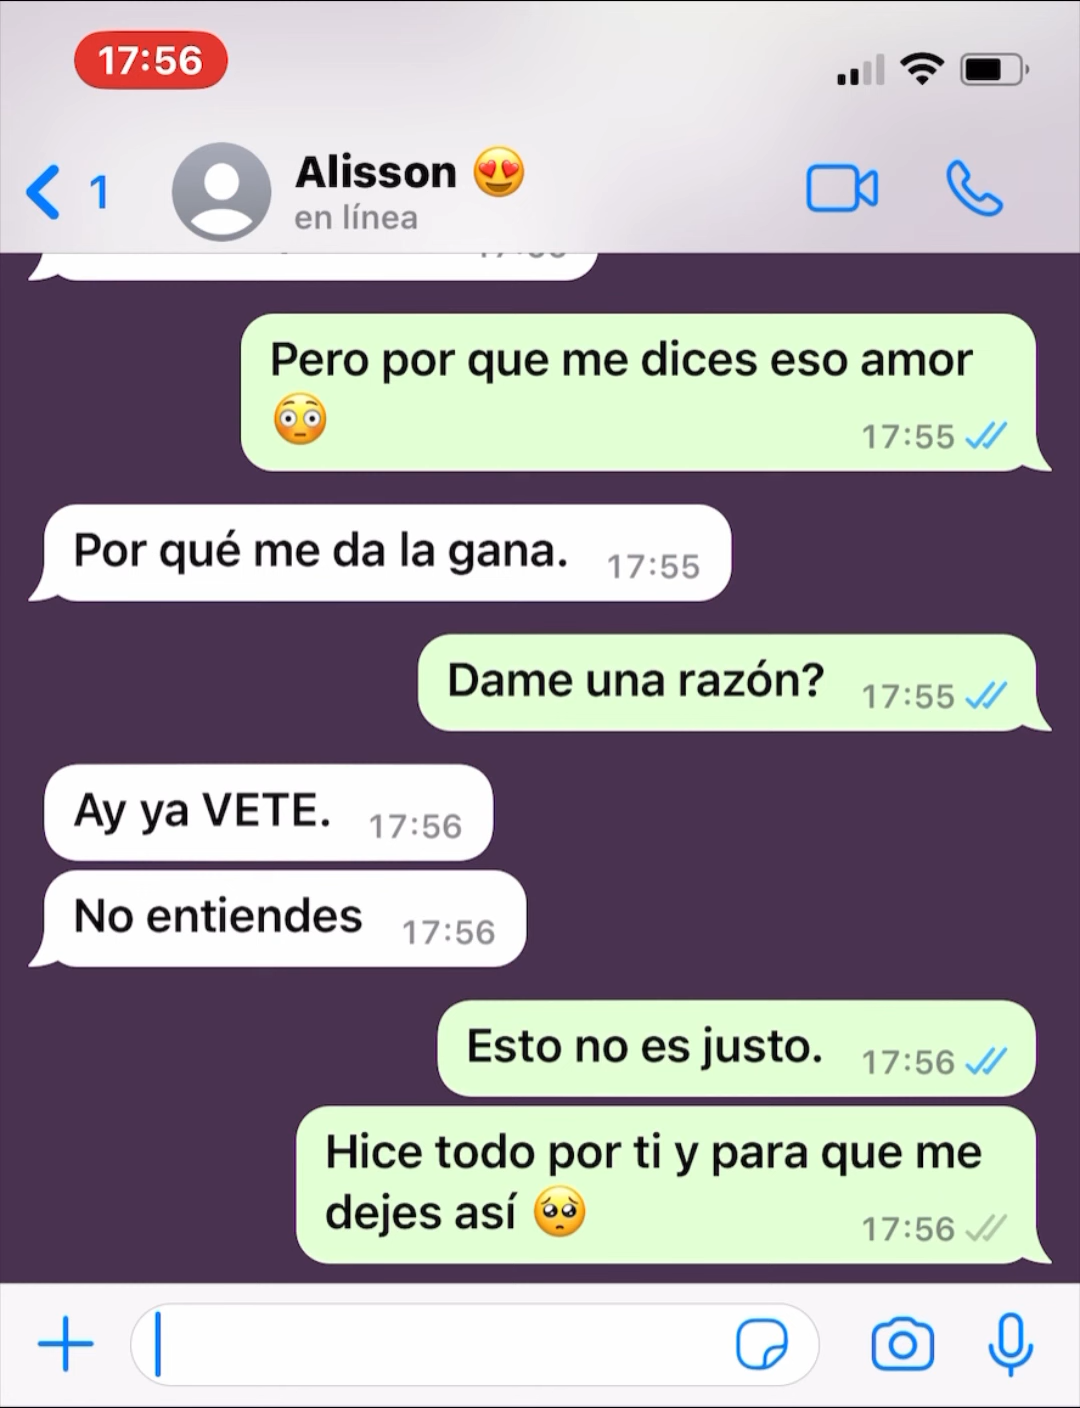 17:56
1
Alisson 😍
en línea
Pero por que me dices eso amor
😳
17:55
Por qué me da la gana. 17:55
Dame una razón? 17:55
Ay ya VETE. 17:56
No entiendes 17:56
Esto no es justo. 17:56
Hice todo por ti y para que me
dejes así 🥺
17:56